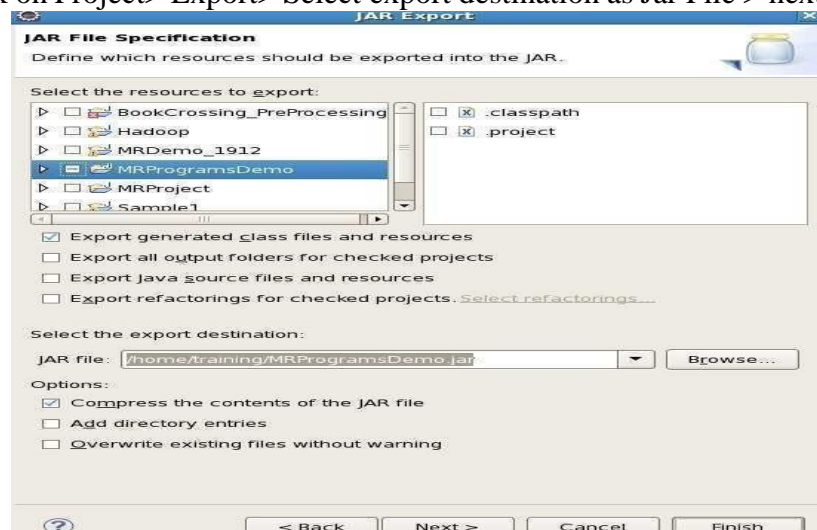 on Project> Export> Select export destination as Jar File > next
JAR Export
JAR File Specification
Define which resources should be exported into the JAR.
Select the resources to export:
BookCrossing_PreProcessing
Hadoop
MRDemo_1912
MRProgramsDemo
MRProject
Sample1
.classpath
.project
Export generated class files and resources
Export all output folders for checked projects
Export Java source files and resources
Export refactorings for checked projects. Select refactorings...
Select the export destination:
JAR file: /home/training/MRProgramsDemo.jar
Browse...
Options:
Compress the contents of the JAR file
Add directory entries
Overwrite existing files without warning
< Back
Next >
Cancel
Finish